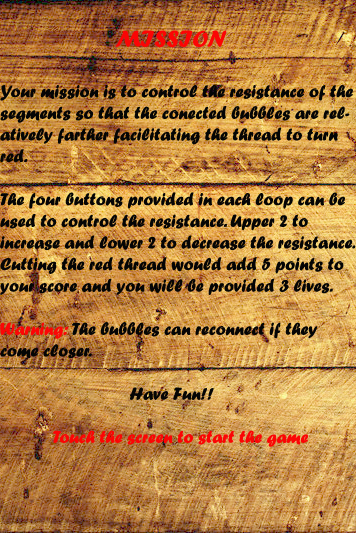 MISSION
Your mission is to control the resistance of the
segments so that the conected bubbles are rel-
atively farther facilitating the thread to turn
red.
The four buttons provided in each loop can be
used to control the resistance. Upper 2 to
increase and lower 2 to decrease the resistance.
Cutting the red thread would add 5 points to
your score and you will be provided 3 lives.
Warning: The bubbles can reconnect if they
come closer.
Have Fun!!
Touch the screen to start the game